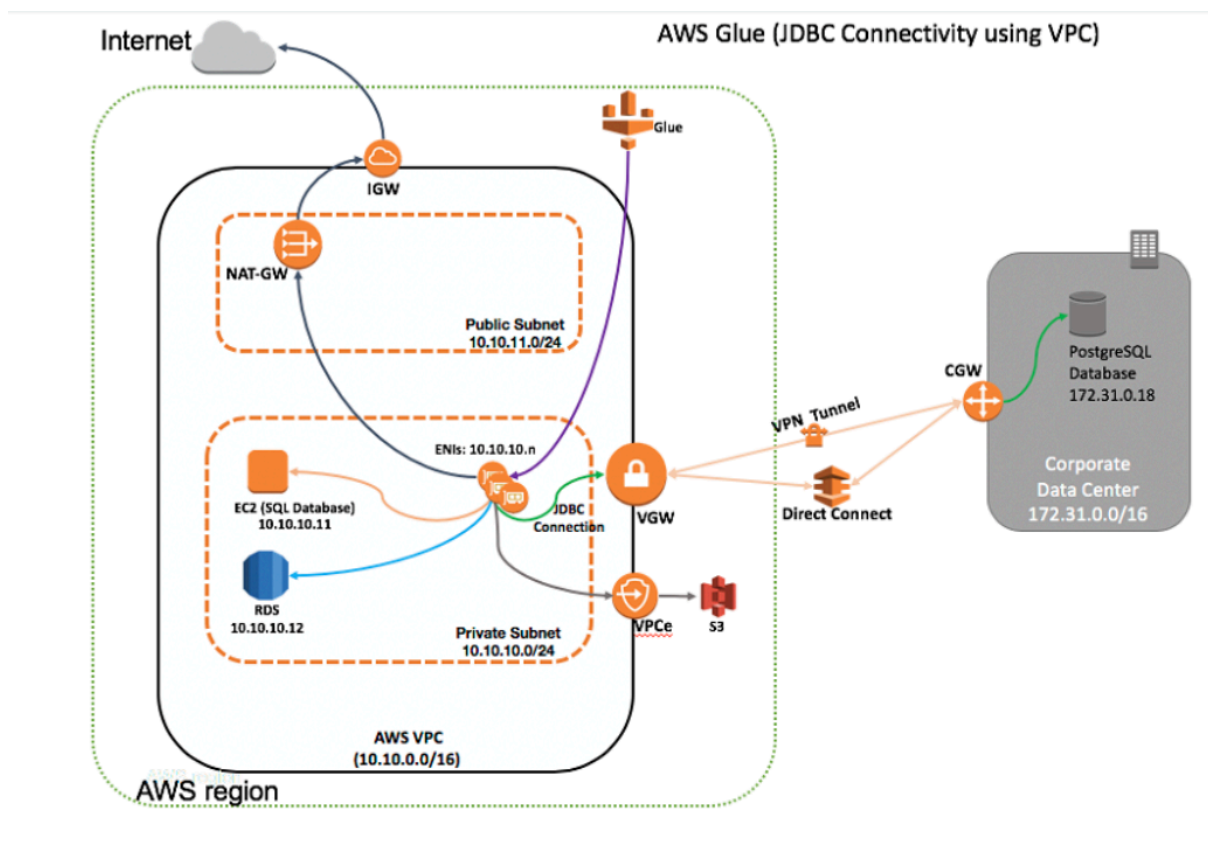 Internet
AWS Glue (JDBC Connectivity using VPC)
Glue
IGW
NAT-GW
Public Subnet
10.10.11.0/24
ENIs: 10.10.10.n
EC2 (SQL Database)
10.10.10.11
RDS
10.10.10.12
JDBC
Connection
VGW
VPCe
S3
Private Subnet
10.10.10.0/24
AWS VPC
(10.10.0.0/16)
AWS region
VPN Tunnel
Direct Connect
CGW
PostgreSQL
Database
172.31.0.18
Corporate
Data Center
172.31.0.0/16